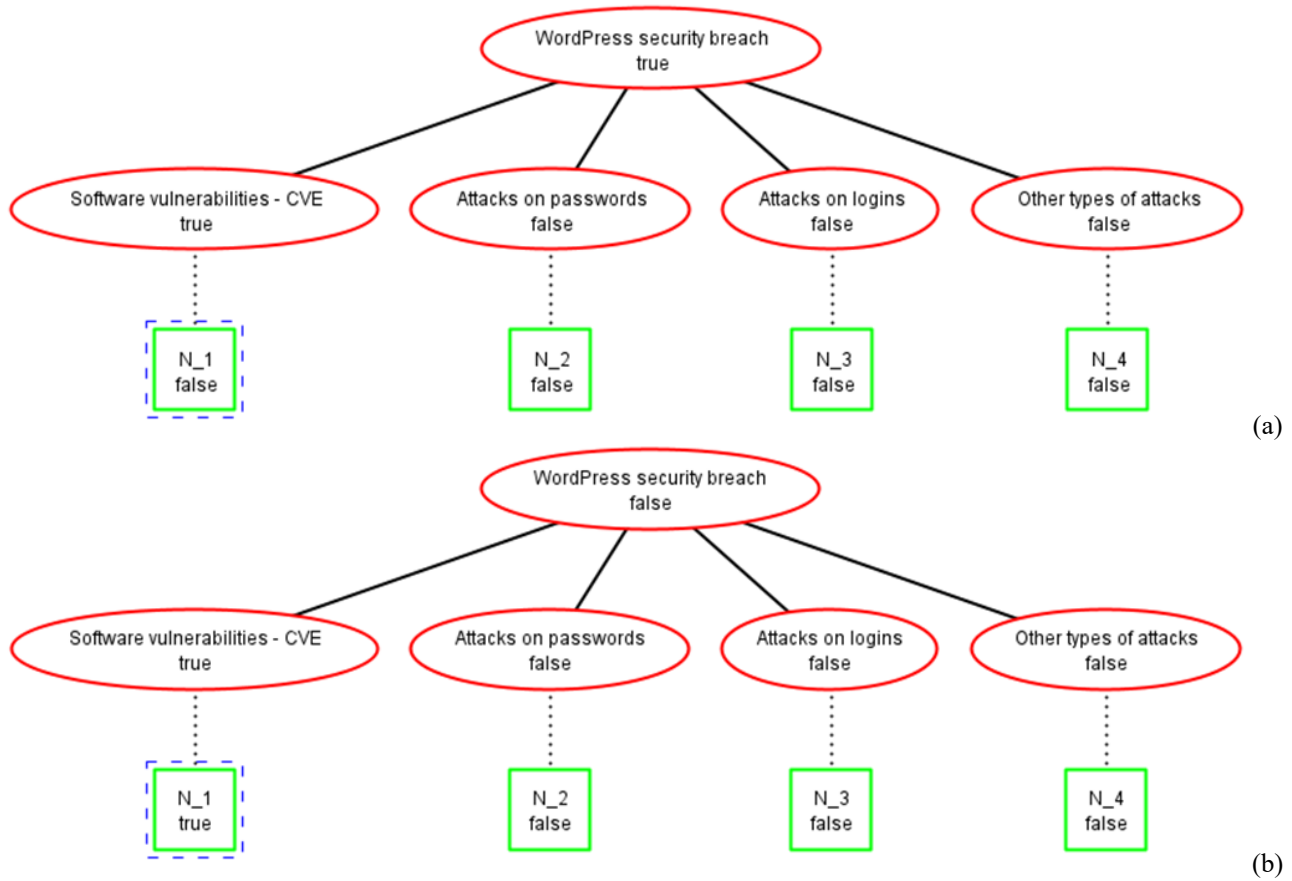 WordPress security breach
true
Software vulnerabilities - CVE
true
Attacks on passwords
false
Attacks on logins
false
Other types of attacks
false
N_1
false
N_2
false
N_3
false
N_4
false
(a)
WordPress security breach
false
Software vulnerabilities - CVE
true
Attacks on passwords
false
Attacks on logins
false
Other types of attacks
false
N_1
true
N_2
false
N_3
false
N_4
false
(b)